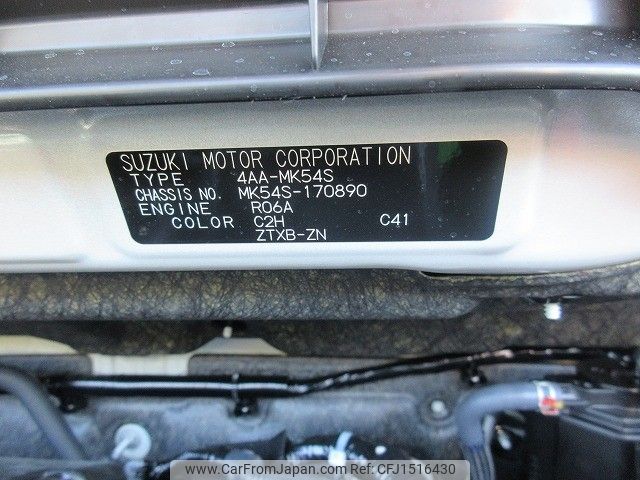 SUZUKI MOTOR CORPORATION
TYPE 4AA-MK54S
CHASSIS NO. MK54S-170890
ENGINE R06A
COLOR C2H C41
ZTXB-ZN
www.CarFromJapan.com | Ref:CFJ1516430